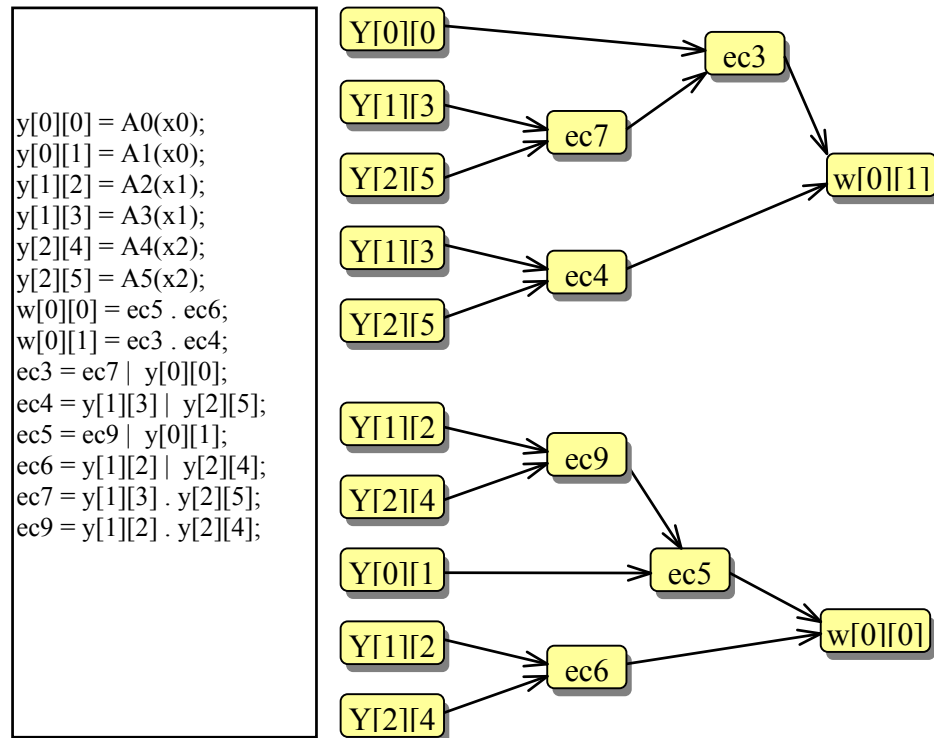 y[0][0] = A0(x0);
y[0][1] = A1(x0);
y[1][2] = A2(x1);
y[1][3] = A3(x1);
y[2][4] = A4(x2);
y[2][5] = A5(x2);
w[0][0] = ec5 . ec6;
w[0][1] = ec3 . ec4;
ec3 = ec7 | y[0][0];
ec4 = y[1][3] | y[2][5];
ec5 = ec9 | y[0][1];
ec6 = y[1][2] | y[2][4];
ec7 = y[1][3] . y[2][5];
ec9 = y[1][2] . y[2][4];
Y[0][0
ec3
Y[1][3
ec7
Y[2][5
w[0][1]
Y[1][3
ec4
Y[2][5
Y[1][2
ec9
Y[2][4
Y[0][1
ec5
w[0][0]
Y[1][2
ec6
Y[2][4